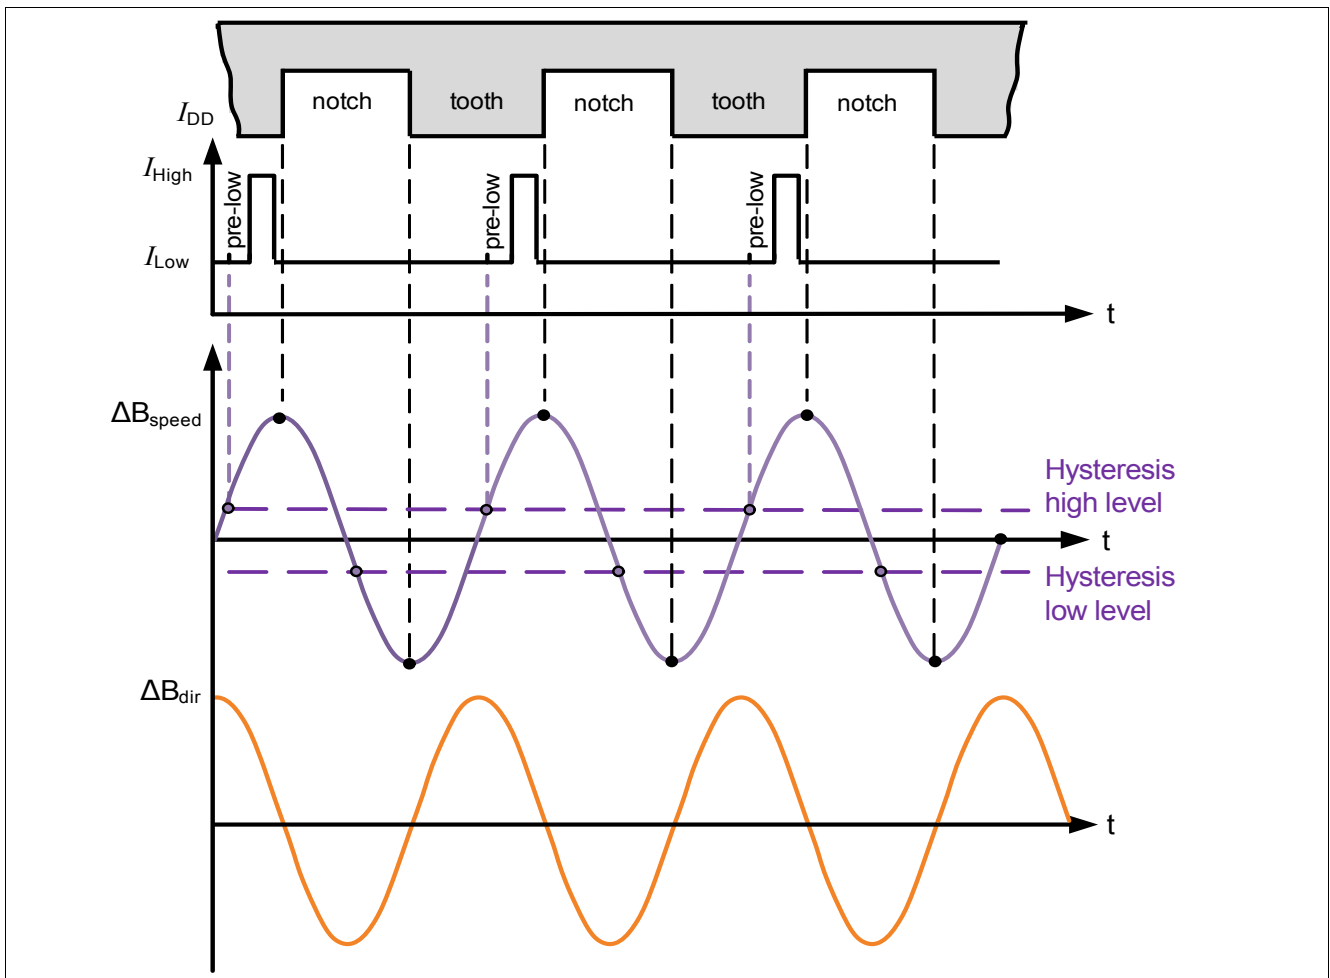 notch
tooth
notch
tooth
notch
IDD
IHigh
pre-low
pre-low
pre-low
ILow
t
ΔBspeed
Hysteresis
high level
t
Hysteresis
low level
ΔBdir
t